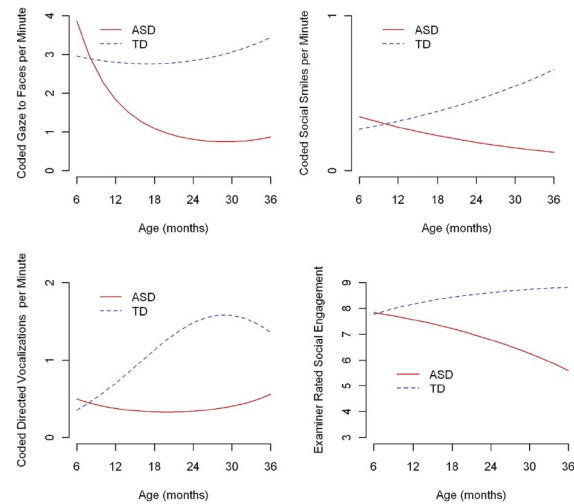 Coded Gaze to Faces per Minute
4
3
2
1
0
ASD
TD
6 12 18 24 30 36
Age (months)
Coded Social Smiles per Minute
1
0
ASD
TD
6 12 18 24 30 36
Age (months)
Coded Directed Vocalizations per Minute
2
1
0
ASD
TD
6 12 18 24 30 36
Age (months)
Examiner Rated Social Engagement
9
8
7
6
5
4
3
ASD
TD
6 12 18 24 30 36
Age (months)